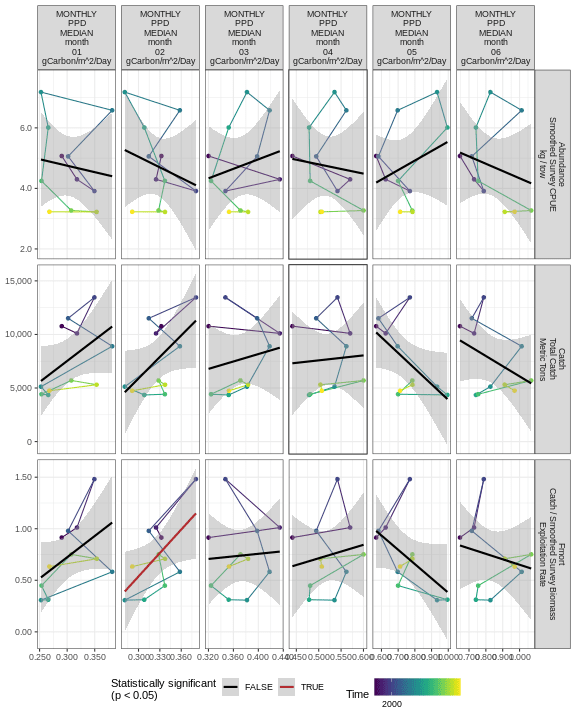 MONTHLY
PPD
MEDIAN
month
01
gCarbon/m^2/Day
MONTHLY
PPD
MEDIAN
month
02
gCarbon/m^2/Day
MONTHLY
PPD
MEDIAN
month
03
gCarbon/m^2/Day
MONTHLY
PPD
MEDIAN
month
04
gCarbon/m^2/Day
MONTHLY
PPD
MEDIAN
month
05
gCarbon/m^2/Day
MONTHLY
PPD
MEDIAN
month
06
gCarbon/m^2/Day
6.0
4.0
2.0
Abundance
Smoothed Survey CPUE
kg / tow
15,000
10,000
5,000
0
Catch
Total Catch
Metric Tons
1.50
1.00
0.50
0.00
Fmort
Catch / Smoothed Survey Biomass
Exploitation Rate
0.250 0.300 0.350
0.300 0.330 0.360
0.320 0.360 0.400 0.440
0.450 0.500 0.550 0.600
0.600 0.700 0.800 0.900 1.000
0.700 0.800 0.900 1.000
Statistically significant
(p < 0.05)
FALSE
TRUE
Time
2000